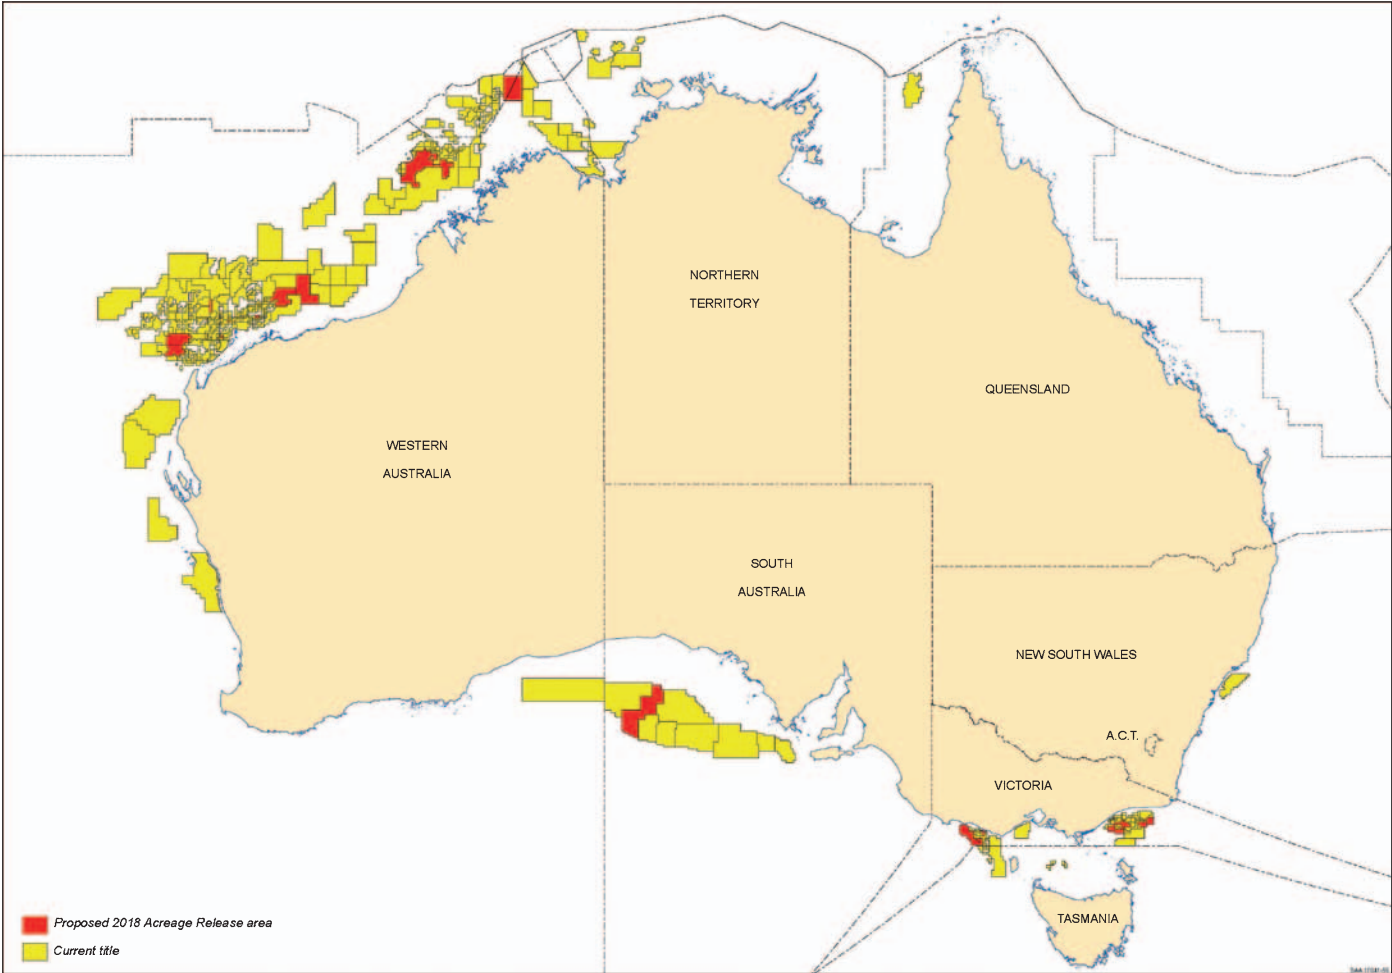 NORTHERN
TERRITORY
QUEENSLAND
WESTERN
AUSTRALIA
SOUTH
AUSTRALIA
NEW SOUTH WALES
A.C.T.
VICTORIA
TASMANIA
Proposed 2018 Acreage Release area
Current title